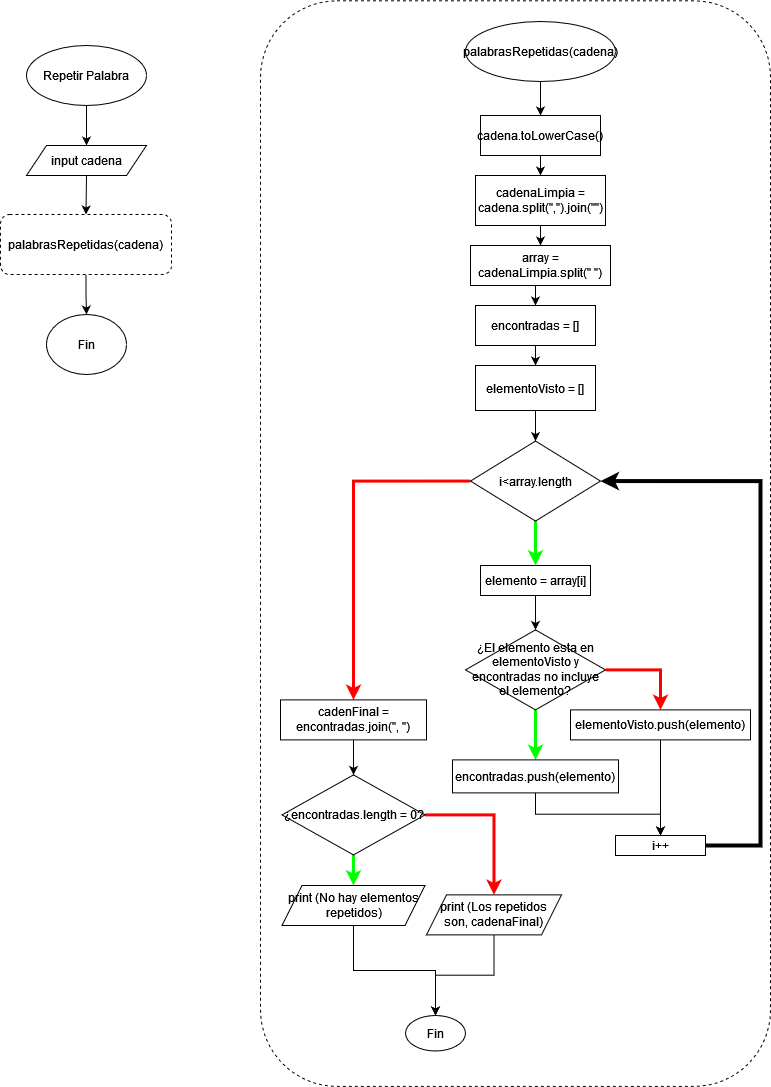 Repetir Palabra
input cadena
palabrasRepetidas(cadena)
Fin
palabrasRepetidas(cadena)
cadena.toLowerCase()
cadenaLimpia =
cadena.split(",").join("")
array =
cadenaLimpia.split(" ")
encontradas = []
elementoVisto = []
i<array.length
elemento = array[i]
¿El elemento esta en
elementoVisto y
encontradas no incluye
el elemento?
elementoVisto.push(elemento)
encontradas.push(elemento)
i++
cadenFinal =
encontradas.join(", ")
¿encontradas.length = 0?
print (No hay elementos
repetidos)
print (Los repetidos
son, cadenaFinal)
Fin